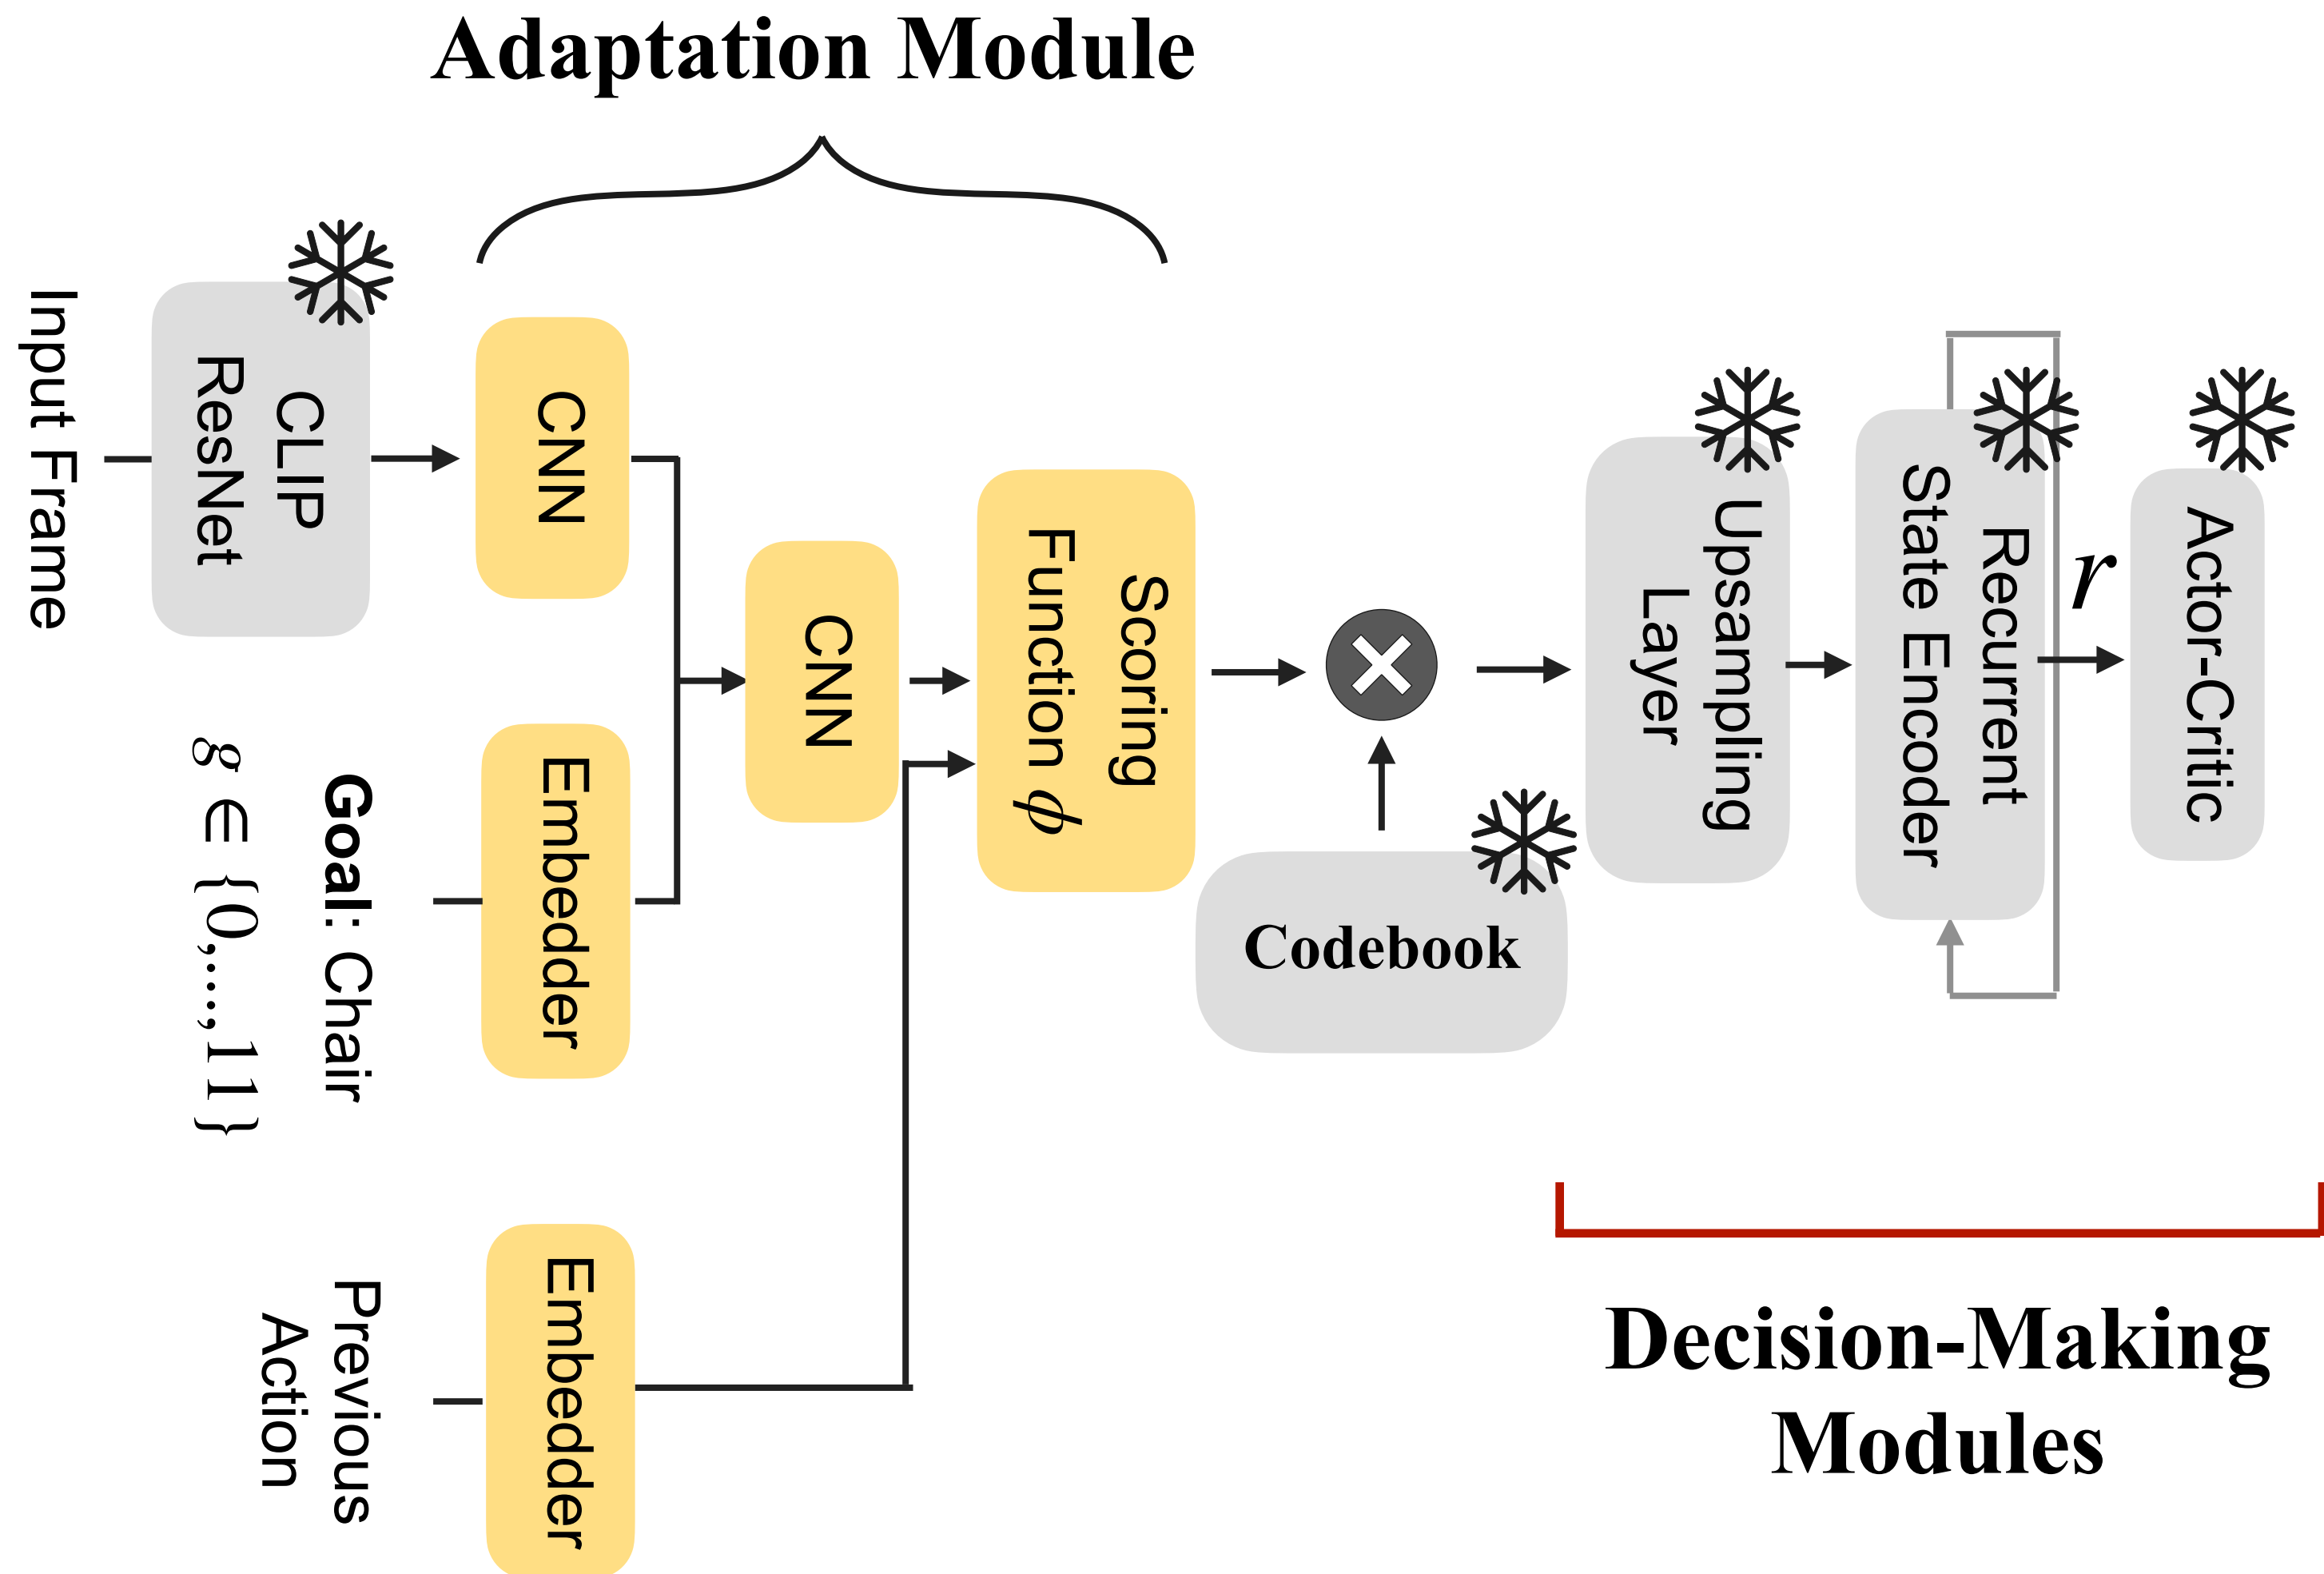 Adaptation Module
Input Frame
CLIP
ResNet
CNN
Goal: Chair
g ∈ {0,...,11}
Embedder
CNN
Previous
Action
Embedder
Scoring
Function ϕ
Codebook
Upsampling
Layer
Recurrent
State Encoder
r
Actor-Critic
Decision-Making
Modules